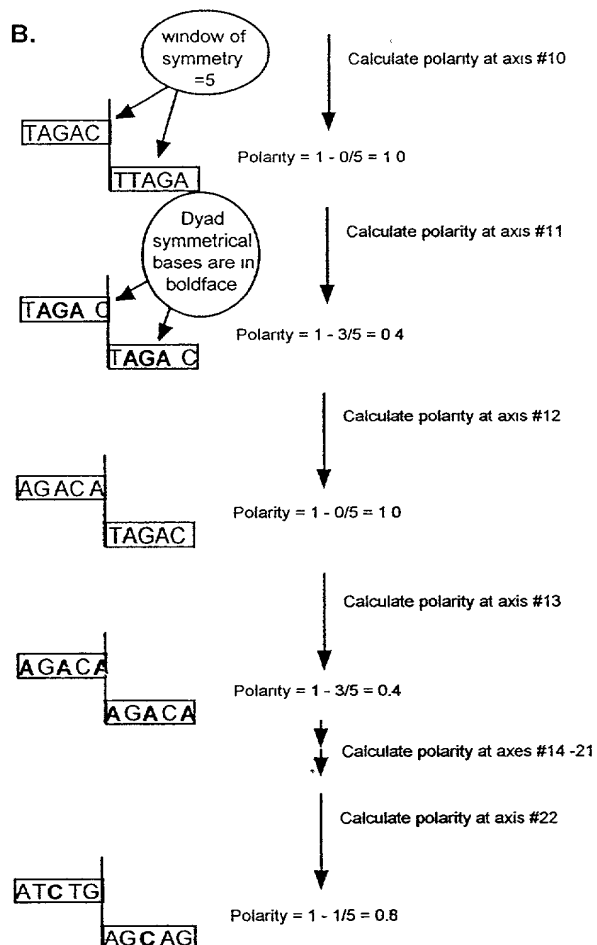 B.
window of
symmetry
=5
Calculate polarity at axis #10
TAGAC
Polarity = 1 - 0/5 = 1 0
TTAGA
Dyad
symmetrical
bases are in
boldface
Calculate polarity at axis #11
TAGA C
Polarity = 1 - 3/5 = 0 4
TAGA C
Calculate polarity at axis #12
AGACA
Polarity = 1 - 0/5 = 1 0
TAGAC
Calculate polarity at axis #13
AGACA
Polarity = 1 - 3/5 = 0.4
AGACA
Calculate polarity at axes #14 -21
Calculate polarity at axis #22
ATCTG
Polarity = 1 - 1/5 = 0.8
AGCAG